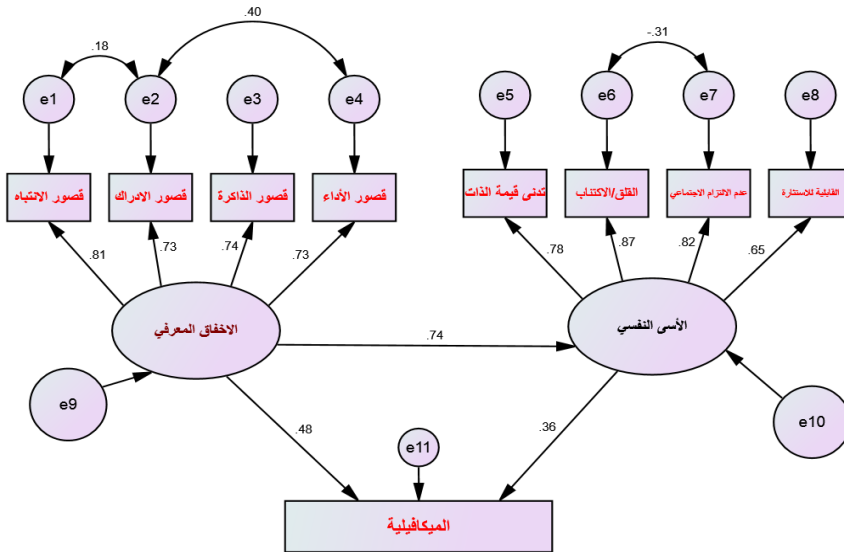 .18
.40
-.31
e1
e2
e3
e4
e5
e6
e7
e8
قصور الانتباه
قصور الادراك
قصور الذاكرة
قصور الأداء
تدنى قيمة الذات
القلق/الاكتئاب
عدم الالتزام الاجتماعي
القابلية للاستثارة
.81
.73
.74
.73
.78
.87
.82
.65
الاخفاق المعرفي
الأسى النفسي
.74
e9
e10
.48
.36
e11
الميكافيلية